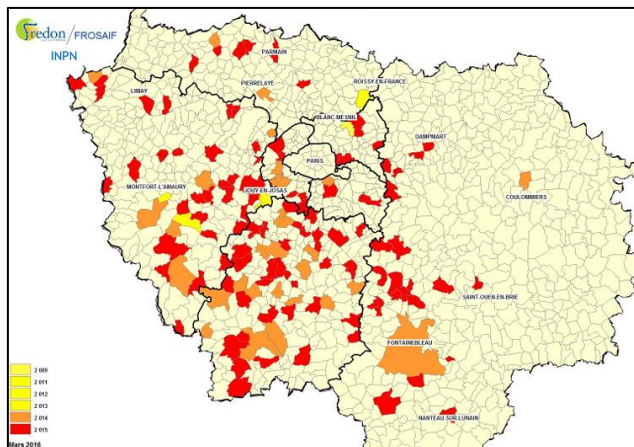 fredon / FROSAIF
INPN
PARMAIN
ROISSY-EN-FRANCE
LIMAY
PIERRELAYE
BLANC-MESNIL
DAMPMART
PARIS
COULOMMIERS
MONTFORT-L'AMAURY
JOUY-EN-JOSAS
SAINT-OUEN-EN-BRIE
FONTAINEBLEAU
NANTEAU-SUR-LUNAIN
2 009
2 011
2 012
2 013
2 014
2 015
Mars 2016